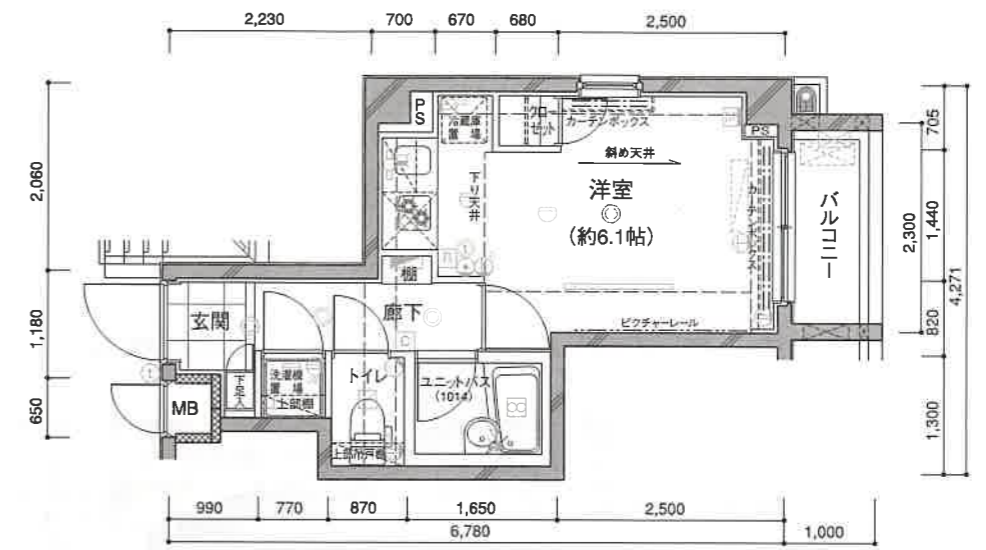 2,230
700
670
680
2,500
PS
冷蔵庫
置場
クロー
ゼット
カーテンボックス
PS
705
斜め天井
2,060
下り天井
洋室
(約6.1帖)
カーテンボックス
バルコニー
2,300
1,440
4,271
棚
玄関
廊下
1,180
820
ピクチャーレール
C
下足入
洗濯機
置場
上部棚
トイレ
ユニットバス
(1014)
MB
650
1,300
990
770
870
1,650
2,500
6,780
1,000